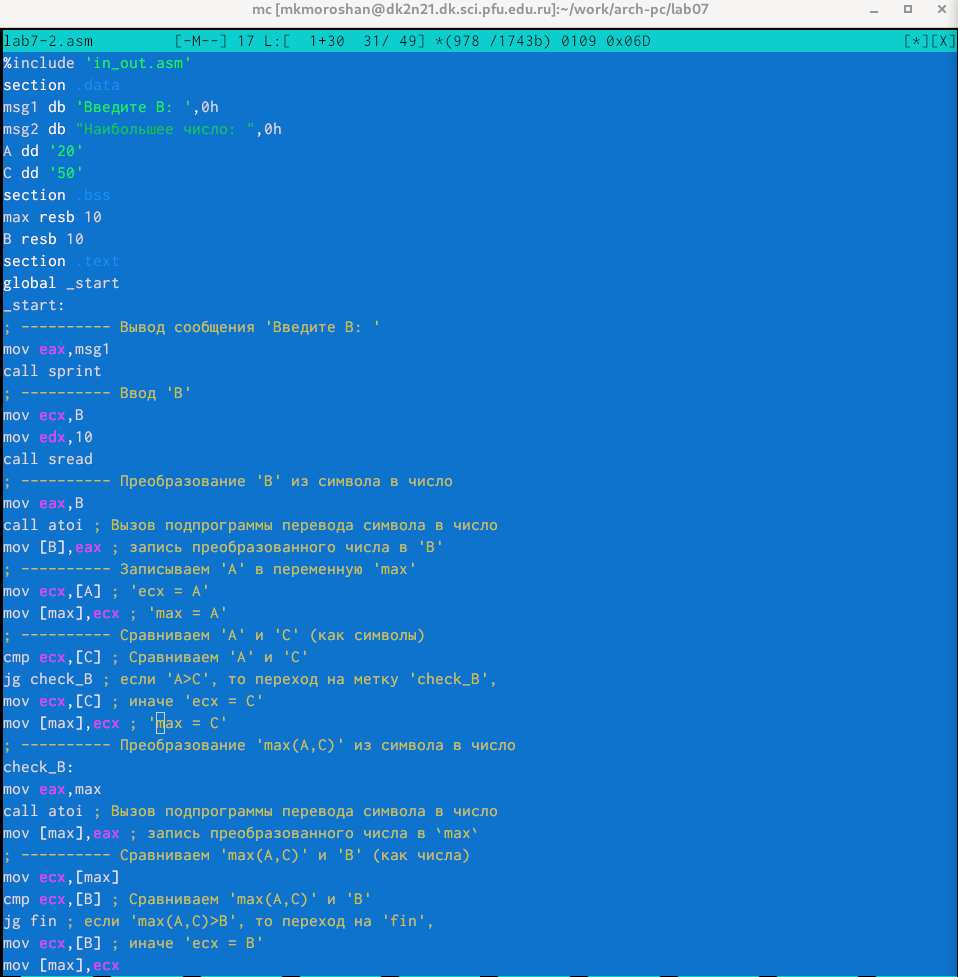 mc [mkmoroshan@dk2n21.dk.sci.pfu.edu.ru]:~/work/arch-pc/lab07
lab7-2.asm [-M--] 17 L:[ 1+30 31/ 49] *(978 /1743b) 0109 0x06D [*][X]
%include 'in_out.asm'
section .data
msg1 db 'Введите B: ',0h
msg2 db "Наибольшее число: ",0h
A dd '20'
C dd '50'
section .bss
max resb 10
B resb 10
section .text
global _start
_start:
; ---------- Вывод сообщения 'Введите B: '
mov eax,msg1
call sprint
; ---------- Ввод 'B'
mov ecx,B
mov edx,10
call sread
; ---------- Преобразование 'B' из символа в число
mov eax,B
call atoi ; Вызов подпрограммы перевода символа в число
mov [B],eax ; запись преобразованного числа в 'B'
; ---------- Записываем 'A' в переменную 'max'
mov ecx,[A] ; 'ecx = A'
mov [max],ecx ; 'max = A'
; ---------- Сравниваем 'A' и 'C' (как символы)
cmp ecx,[C] ; Сравниваем 'A' и 'C'
jg check_B ; если 'A>C', то переход на метку 'check_B',
mov ecx,[C] ; иначе 'ecx = C'
mov [max],ecx ; 'max = C'
; ---------- Преобразование 'max(A,C)' из символа в число
check_B:
mov eax,max
call atoi ; Вызов подпрограммы перевода символа в число
mov [max],eax ; запись преобразованного числа в `max`
; ---------- Сравниваем 'max(A,C)' и 'B' (как числа)
mov ecx,[max]
cmp ecx,[B] ; Сравниваем 'max(A,C)' и 'B'
jg fin ; если 'max(A,C)>B', то переход на 'fin',
mov ecx,[B] ; иначе 'ecx = B'
mov [max],ecx